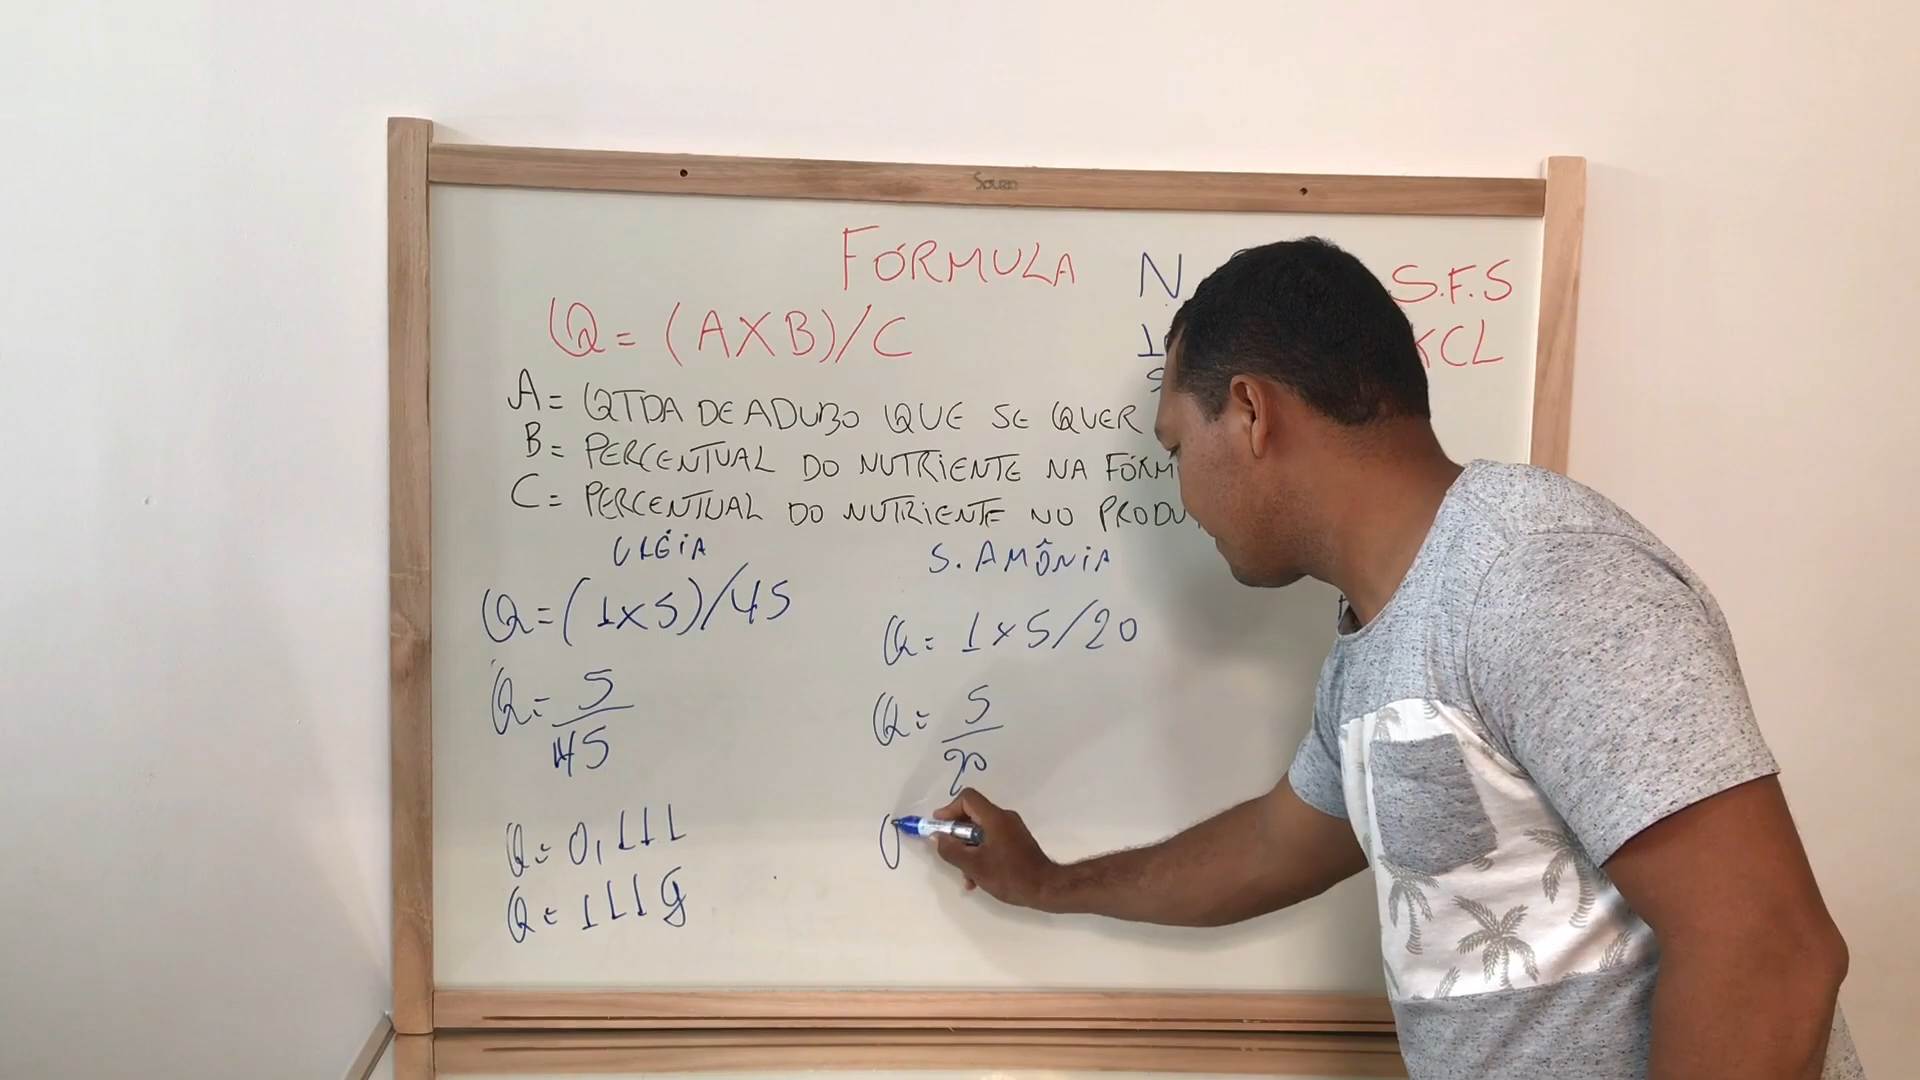 Souza
FÓRMULA
N
S.F.S
Q = (AXB)/C
KCL
A = QTDA DE ADUBO QUE SE QUER
B = PERCENTUAL DO NUTRIENTE NA
C = PERCENTUAL DO NUTRIENTE NO
URÉIA
S. AMÔNIA
Q = (1x5)/45
Q = 1x5/20
Q = 5
45
Q = 5
20
Q = 0,111
Q = 111g